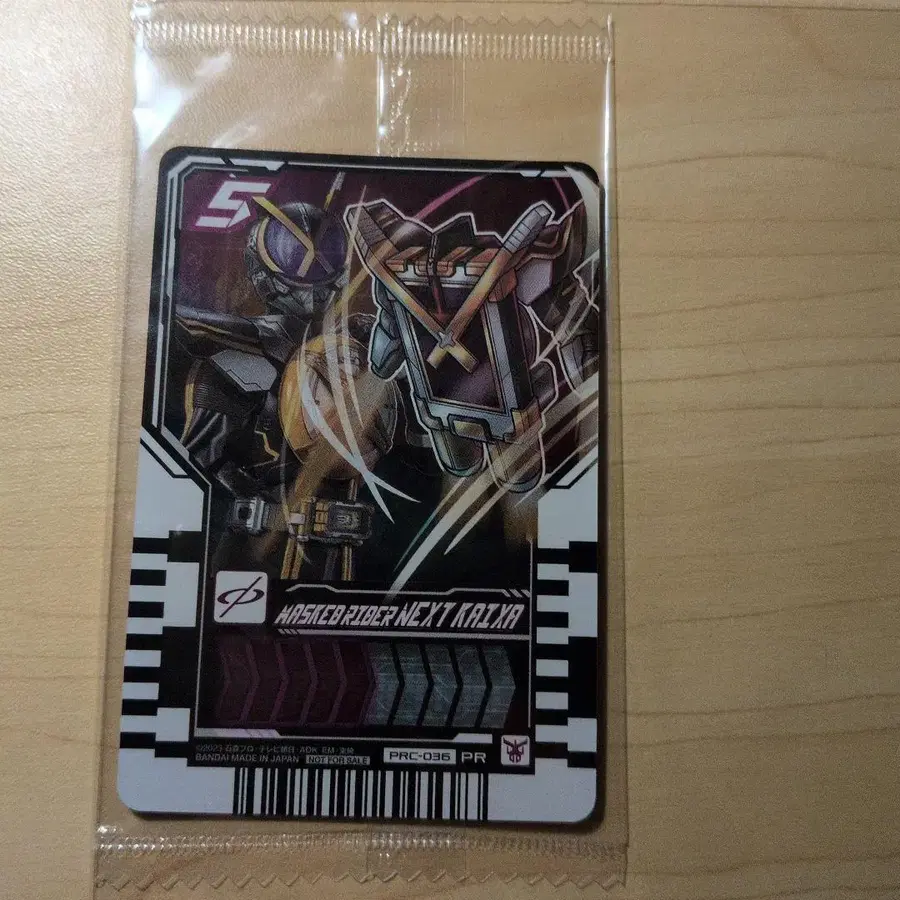 5
MASKED RIDER NEXT KAIXA
©2023 石森プロ・テレビ朝日・ADK EM・東映
BANDAI MADE IN JAPAN NOT FOR SALE PRC-036 PR